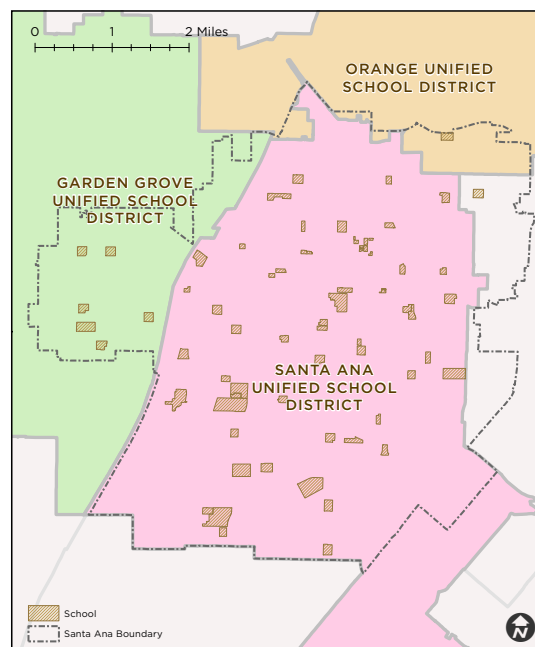 0 1 2 Miles
ORANGE UNIFIED
SCHOOL DISTRICT
GARDEN GROVE
UNIFIED SCHOOL
DISTRICT
SANTA ANA
UNIFIED SCHOOL
DISTRICT
School
Santa Ana Boundary
N